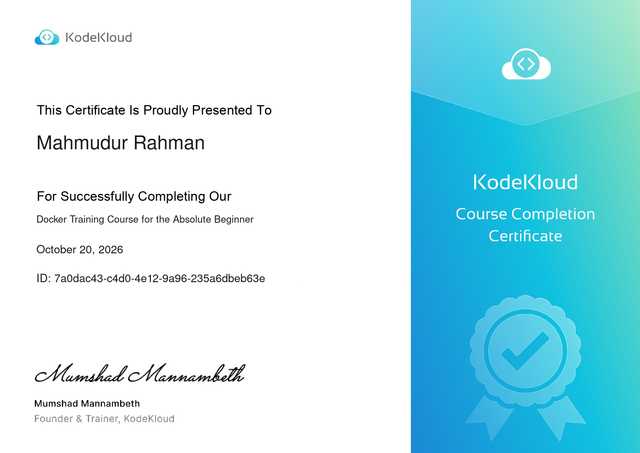 KodeKloud
This Certificate Is Proudly Presented To
Mahmudur Rahman
For Successfully Completing Our
Docker Training Course for the Absolute Beginner
October 20, 2026
ID: 7a0dac43-c4d0-4e12-9a96-235a6dbeb63e
Mumshad Mannambeth
Mumshad Mannambeth
Founder & Trainer, KodeKloud
KodeKloud
Course Completion
Certificate